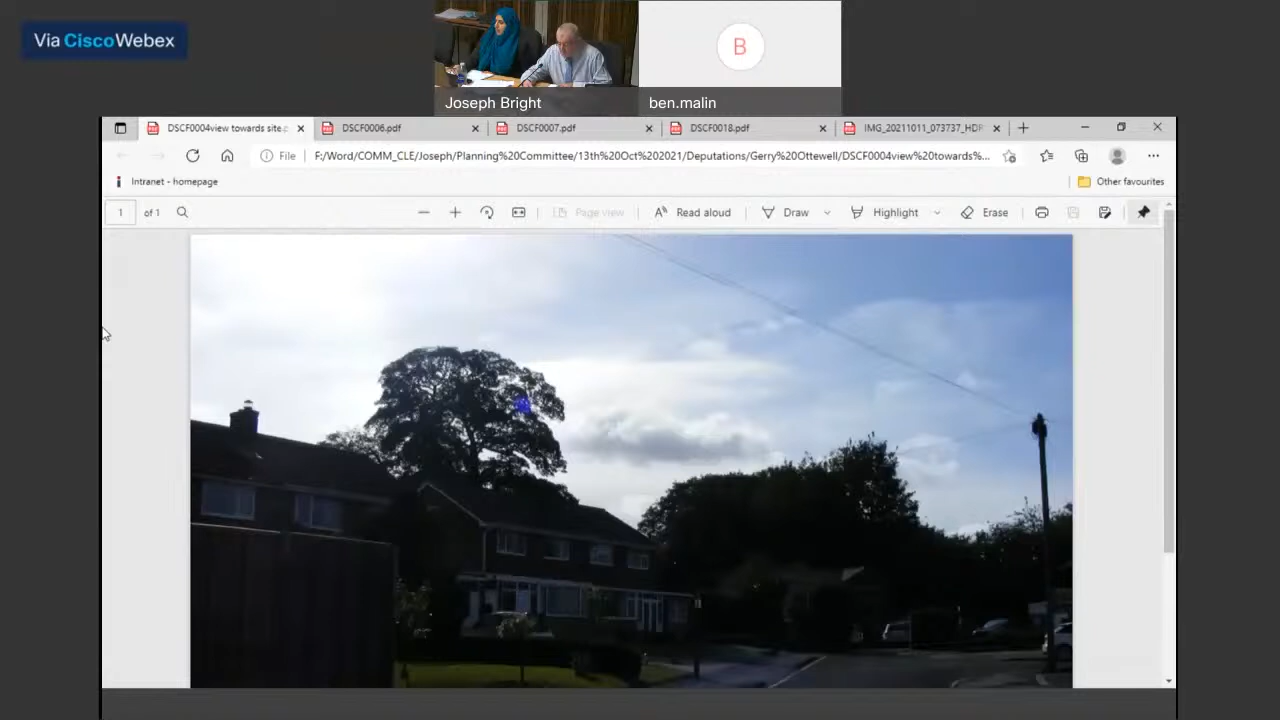 Via CiscoWebex
B
Joseph Bright
ben.malin
DSCF0004view towards site.p
DSCF0006.pdf
DSCF0007.pdf
DSCF0018.pdf
IMG_20211011_073737_HDR
File
F:/Word/COMM_CLE/Joseph/Planning%20Committee/13th%20Oct%202021/Deputations/Gerry%20Ottewell/DSCF0004view%20towards%...
Intranet - homepage
Other favourites
1 of 1
Page view
Read aloud
Draw
Highlight
Erase